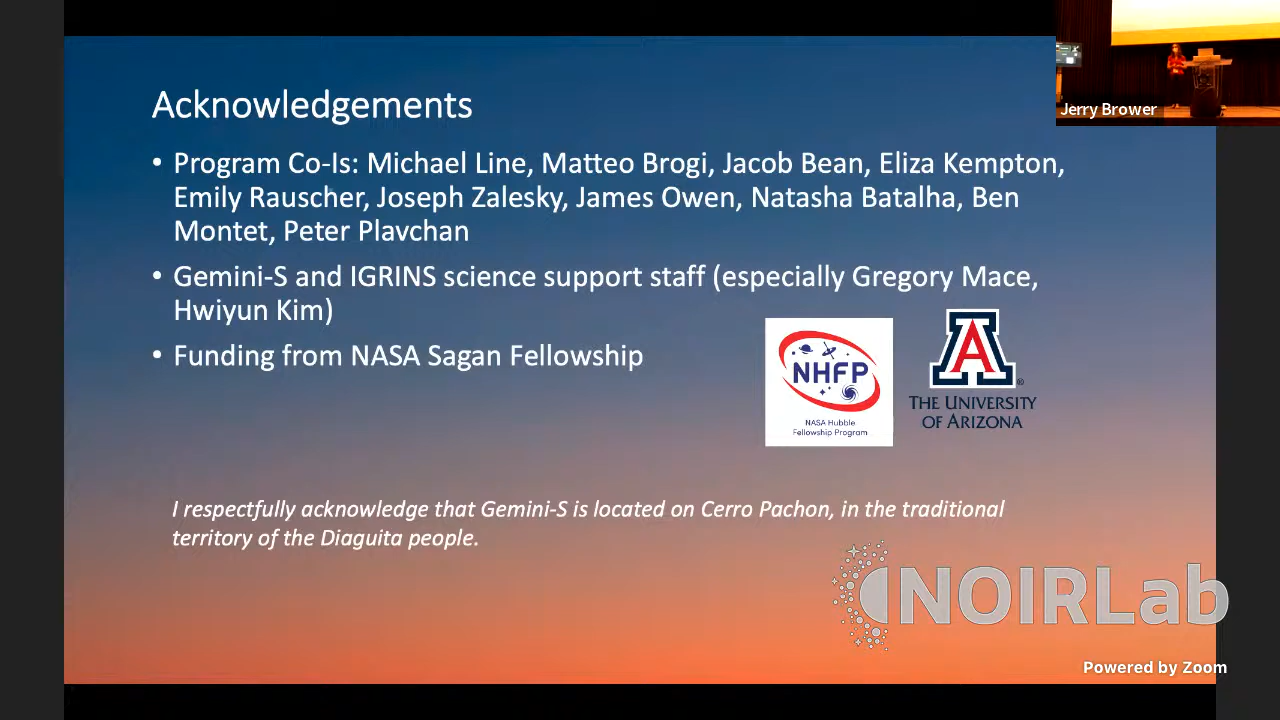 Acknowledgements
• Program Co-Is: Michael Line, Matteo Brogi, Jacob Bean, Eliza Kempton,
Emily Rauscher, Joseph Zalesky, James Owen, Natasha Batalha, Ben
Montet, Peter Plavchan
• Gemini-S and IGRINS science support staff (especially Gregory Mace,
Hwiyun Kim)
• Funding from NASA Sagan Fellowship
NHFP
NASA Hubble
Fellowship Program
A
®
THE UNIVERSITY
OF ARIZONA
I respectfully acknowledge that Gemini-S is located on Cerro Pachon, in the traditional
territory of the Diaguita people.
Jerry Brower
NOIRLab
Powered by Zoom